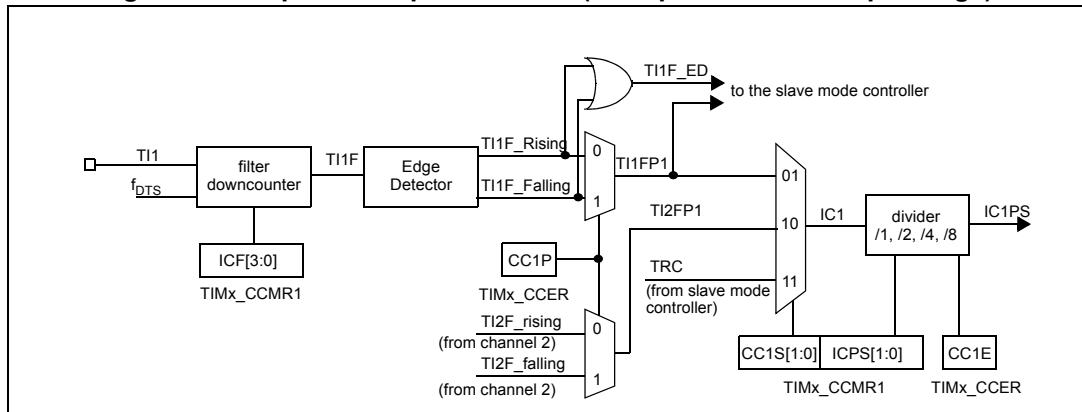 TI1F_ED
to the slave mode controller
TI1
f_DTS
filter
downcounter
TI1F
Edge
Detector
TI1F_Rising
TI1F_Falling
0
1
TI1FP1
TI2FP1
01
10
11
IC1
divider
/1, /2, /4, /8
IC1PS
ICF[3:0]
TIMx_CCMR1
CC1P
TIMx_CCER
TRC
(from slave mode
controller)
TI2F_rising
(from channel 2)
TI2F_falling
(from channel 2)
0
1
CC1S[1:0]
ICPS[1:0]
CC1E
TIMx_CCMR1
TIMx_CCER